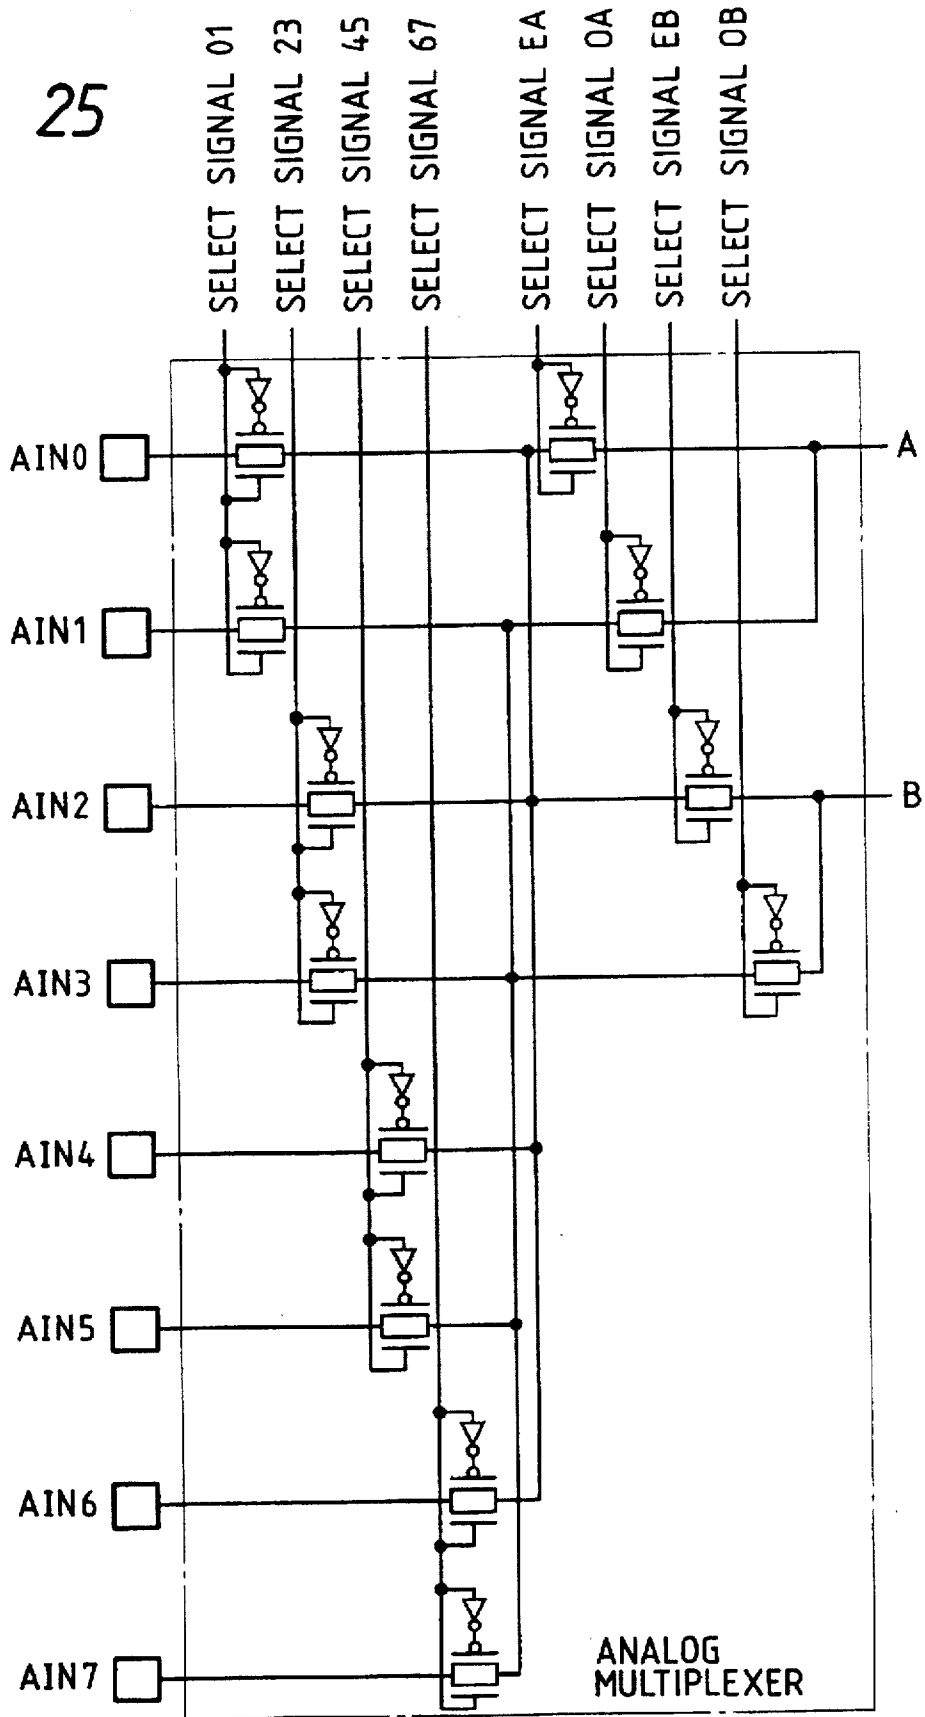 25
SELECT SIGNAL 01
SELECT SIGNAL 23
SELECT SIGNAL 45
SELECT SIGNAL 67
SELECT SIGNAL EA
SELECT SIGNAL OA
SELECT SIGNAL EB
SELECT SIGNAL OB
AIN0
A
AIN1
AIN2
B
AIN3
AIN4
AIN5
AIN6
AIN7
ANALOG
MULTIPLEXER